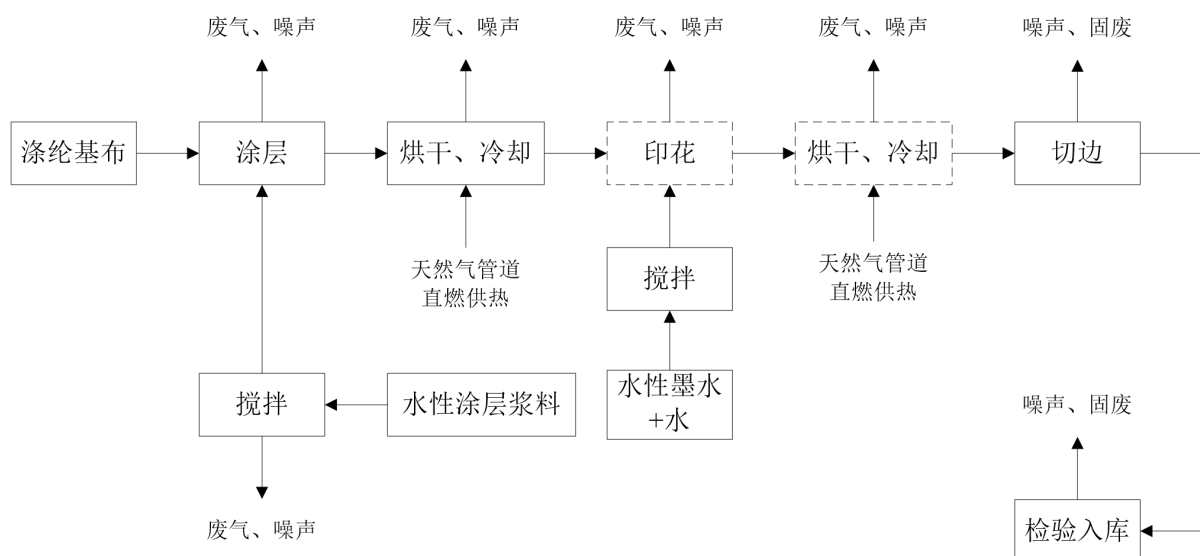 废气、噪声
废气、噪声
废气、噪声
废气、噪声
噪声、固废
涤纶基布
涂层
烘干、冷却
印花
烘干、冷却
切边
天然气管道
直燃供热
搅拌
天然气管道
直燃供热
搅拌
水性涂层浆料
水性墨水
+水
噪声、固废
废气、噪声
检验入库